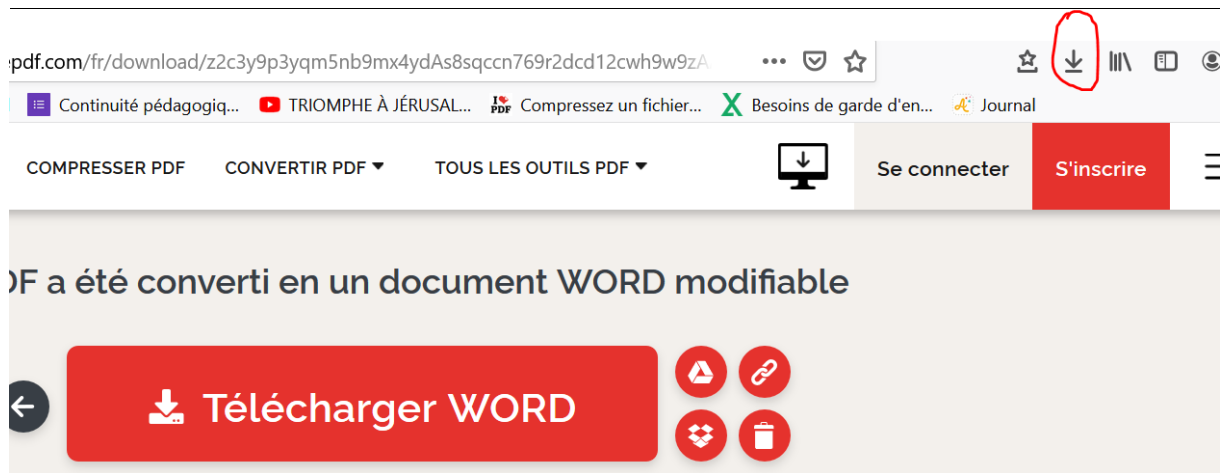 epdf.com/fr/download/z2c3y9p3yqm5nb9mx4ydAs8sqccn769r2dcd12cwh9w9zA
Continuité pédagogiq... TRIOMPHE À JÉRUSAL... I PDF Compressez un fichier... Besoins de garde d'en... Journal
COMPRESSER PDF CONVERTIR PDF TOUS LES OUTILS PDF Se connecter S'inscrire
DF a été converti en un document WORD modifiable
Télécharger WORD